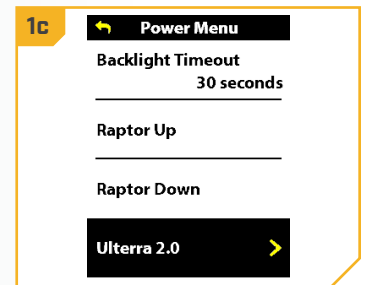 1c
Power Menu
Backlight Timeout
30 seconds
Raptor Up
Raptor Down
Ulterra 2.0